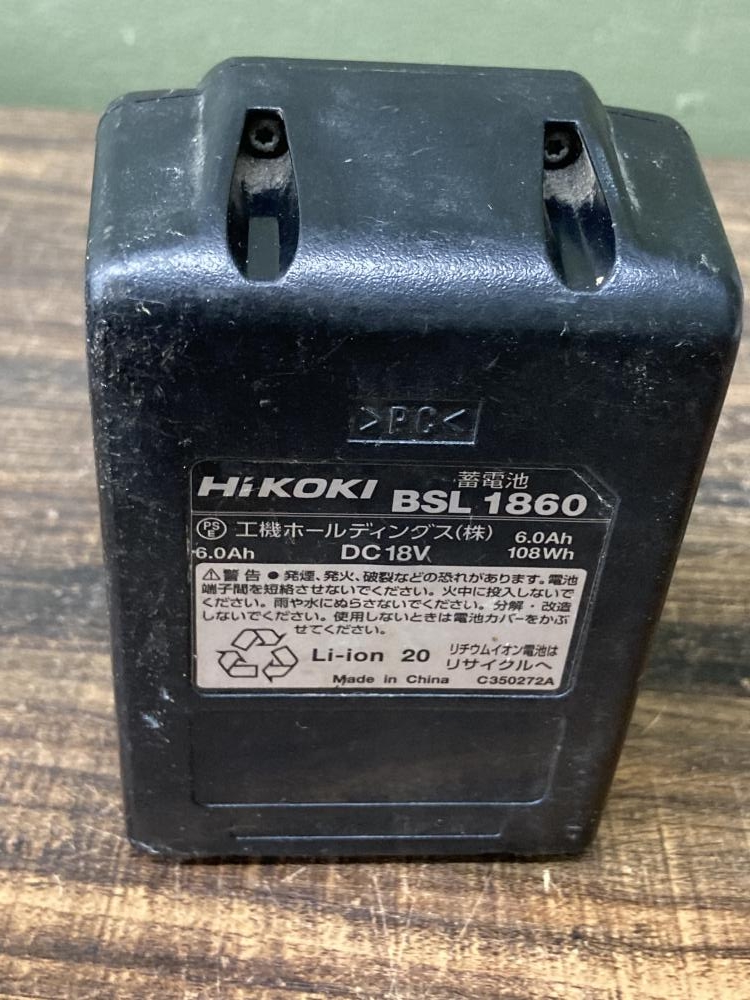 >PC<
蓄電池
HiKOKI BSL 1860
PSE 工機ホールディングス(株) 6.0Ah
6.0Ah DC18V 108Wh
⚠警告 ●発煙、発火、破裂などの恐れがあります。電池
端子間を短絡させないでください。火中に投入しないで
ください。雨や水にぬらさないでください。分解・改造
しないでください。使用しないときは電池カバーをかぶ
せてください。
Li-ion 20 リチウムイオン電池は
リサイクルへ
Made in China C350272A